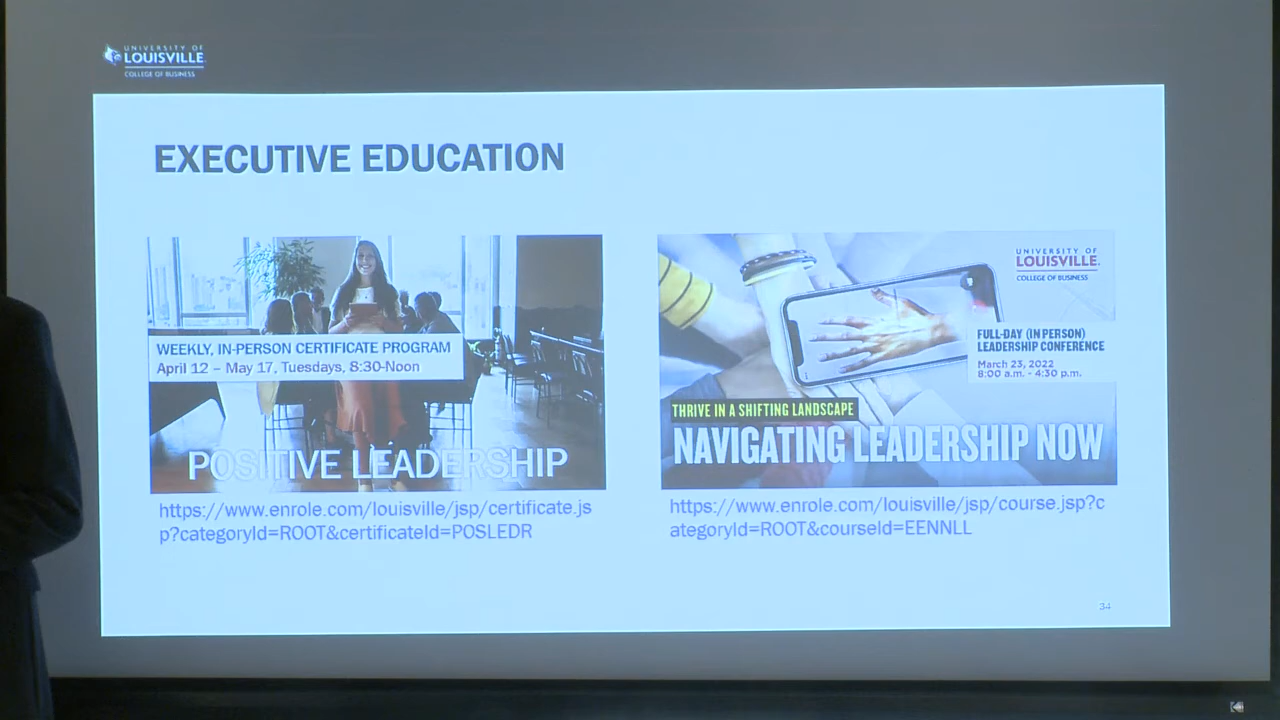 UNIVERSITY OF
LOUISVILLE
COLLEGE OF BUSINESS
EXECUTIVE EDUCATION
WEEKLY, IN-PERSON CERTIFICATE PROGRAM
April 12 – May 17, Tuesdays, 8:30-Noon
POSITIVE LEADERSHIP
https://www.enrole.com/louisville/jsp/certificate.js
p?categoryId=ROOT&certificateId=POSLEDR
UNIVERSITY OF
LOUISVILLE.
COLLEGE OF BUSINESS
FULL-DAY (IN PERSON)
LEADERSHIP CONFERENCE
March 23, 2022
8:00 a.m. - 4:30 p.m.
THRIVE IN A SHIFTING LANDSCAPE
NAVIGATING LEADERSHIP NOW
https://www.enrole.com/louisville/jsp/course.jsp?c
ategoryId=ROOT&courseId=EENNLL
34